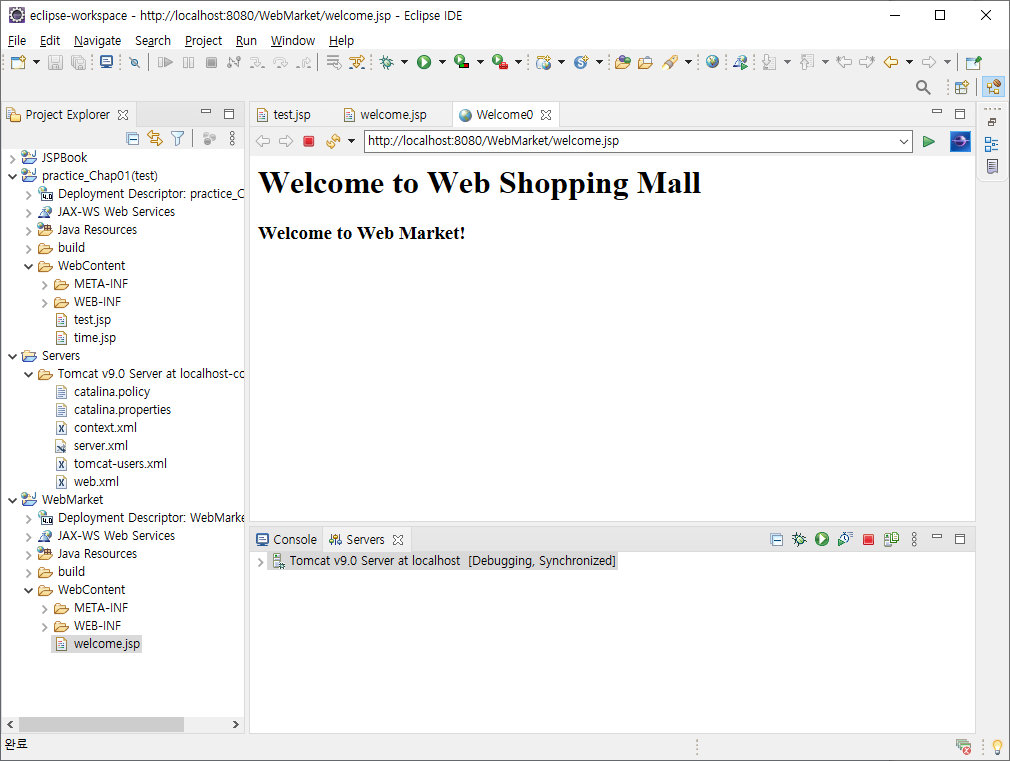 eclipse-workspace - http://localhost:8080/WebMarket/welcome.jsp - Eclipse IDE
File Edit Navigate Search Project Run Window Help
Project Explorer
JSPBook
practice_Chap01(test)
Deployment Descriptor: practice_C
JAX-WS Web Services
Java Resources
build
WebContent
META-INF
WEB-INF
test.jsp
time.jsp
Servers
Tomcat v9.0 Server at localhost-co
catalina.policy
catalina.properties
context.xml
server.xml
tomcat-users.xml
web.xml
WebMarket
Deployment Descriptor: WebMarke
JAX-WS Web Services
Java Resources
build
WebContent
META-INF
WEB-INF
welcome.jsp
test.jsp welcome.jsp Welcome0
http://localhost:8080/WebMarket/welcome.jsp
Welcome to Web Shopping Mall
Welcome to Web Market!
Console Servers
Tomcat v9.0 Server at localhost [Debugging, Synchronized]
완료